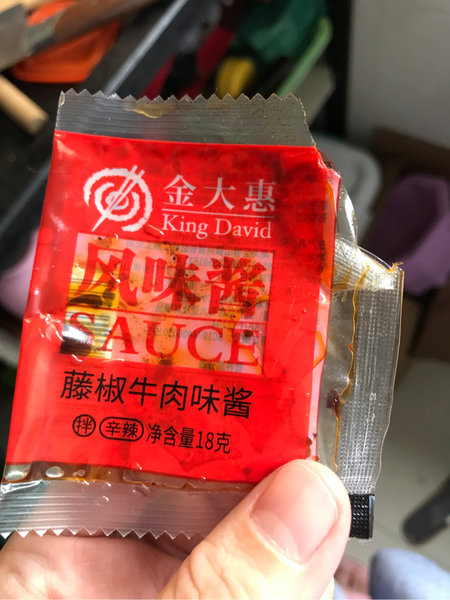 金大惠
King David
风味酱
SAUCE
藤椒牛肉味酱
拌 辛辣 净含量18克